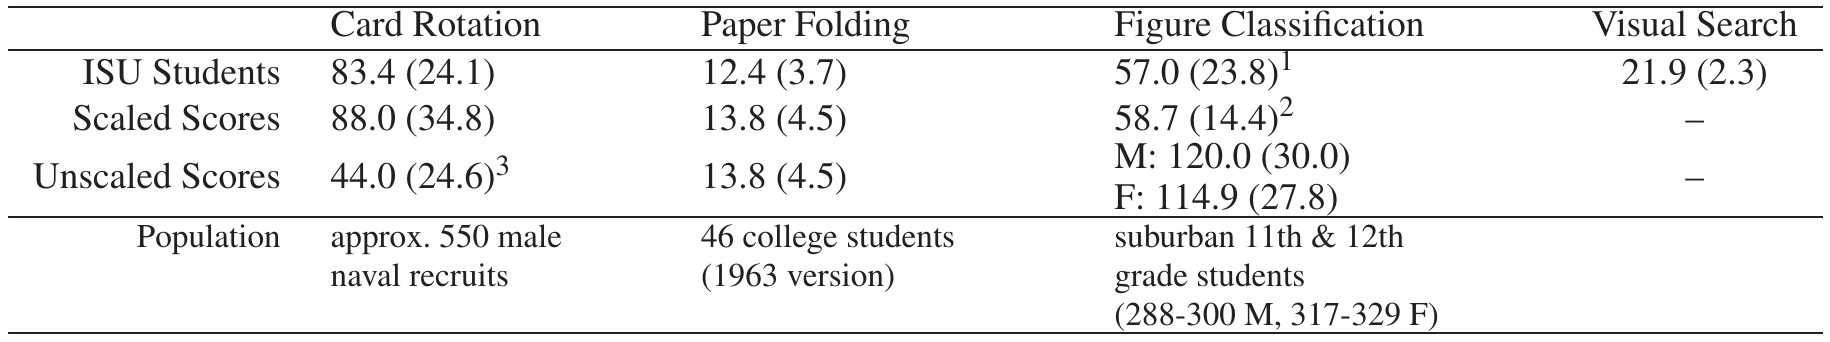 Card Rotation Paper Folding Figure Classification Visual Search
ISU Students 83.4 (24.1) 12.4 (3.7) 57.0 (23.8)¹ 21.9 (2.3)
Scaled Scores 88.0 (34.8) 13.8 (4.5) 58.7 (14.4)² –
Unscaled Scores 44.0 (24.6)³ 13.8 (4.5) M: 120.0 (30.0) –
F: 114.9 (27.8)
Population approx. 550 male 46 college students suburban 11th & 12th
naval recruits (1963 version) grade students
(288-300 M, 317-329 F)